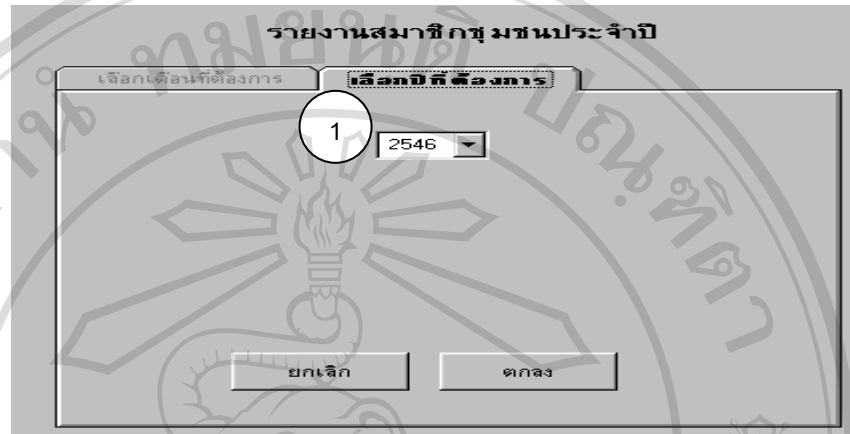 รายงานสมาชิกชุมชนประจำปี
เลือกเดือนที่ต้องการ เลือกปีที่ต้องการ
1
2546
ยกเลิก ตกลง